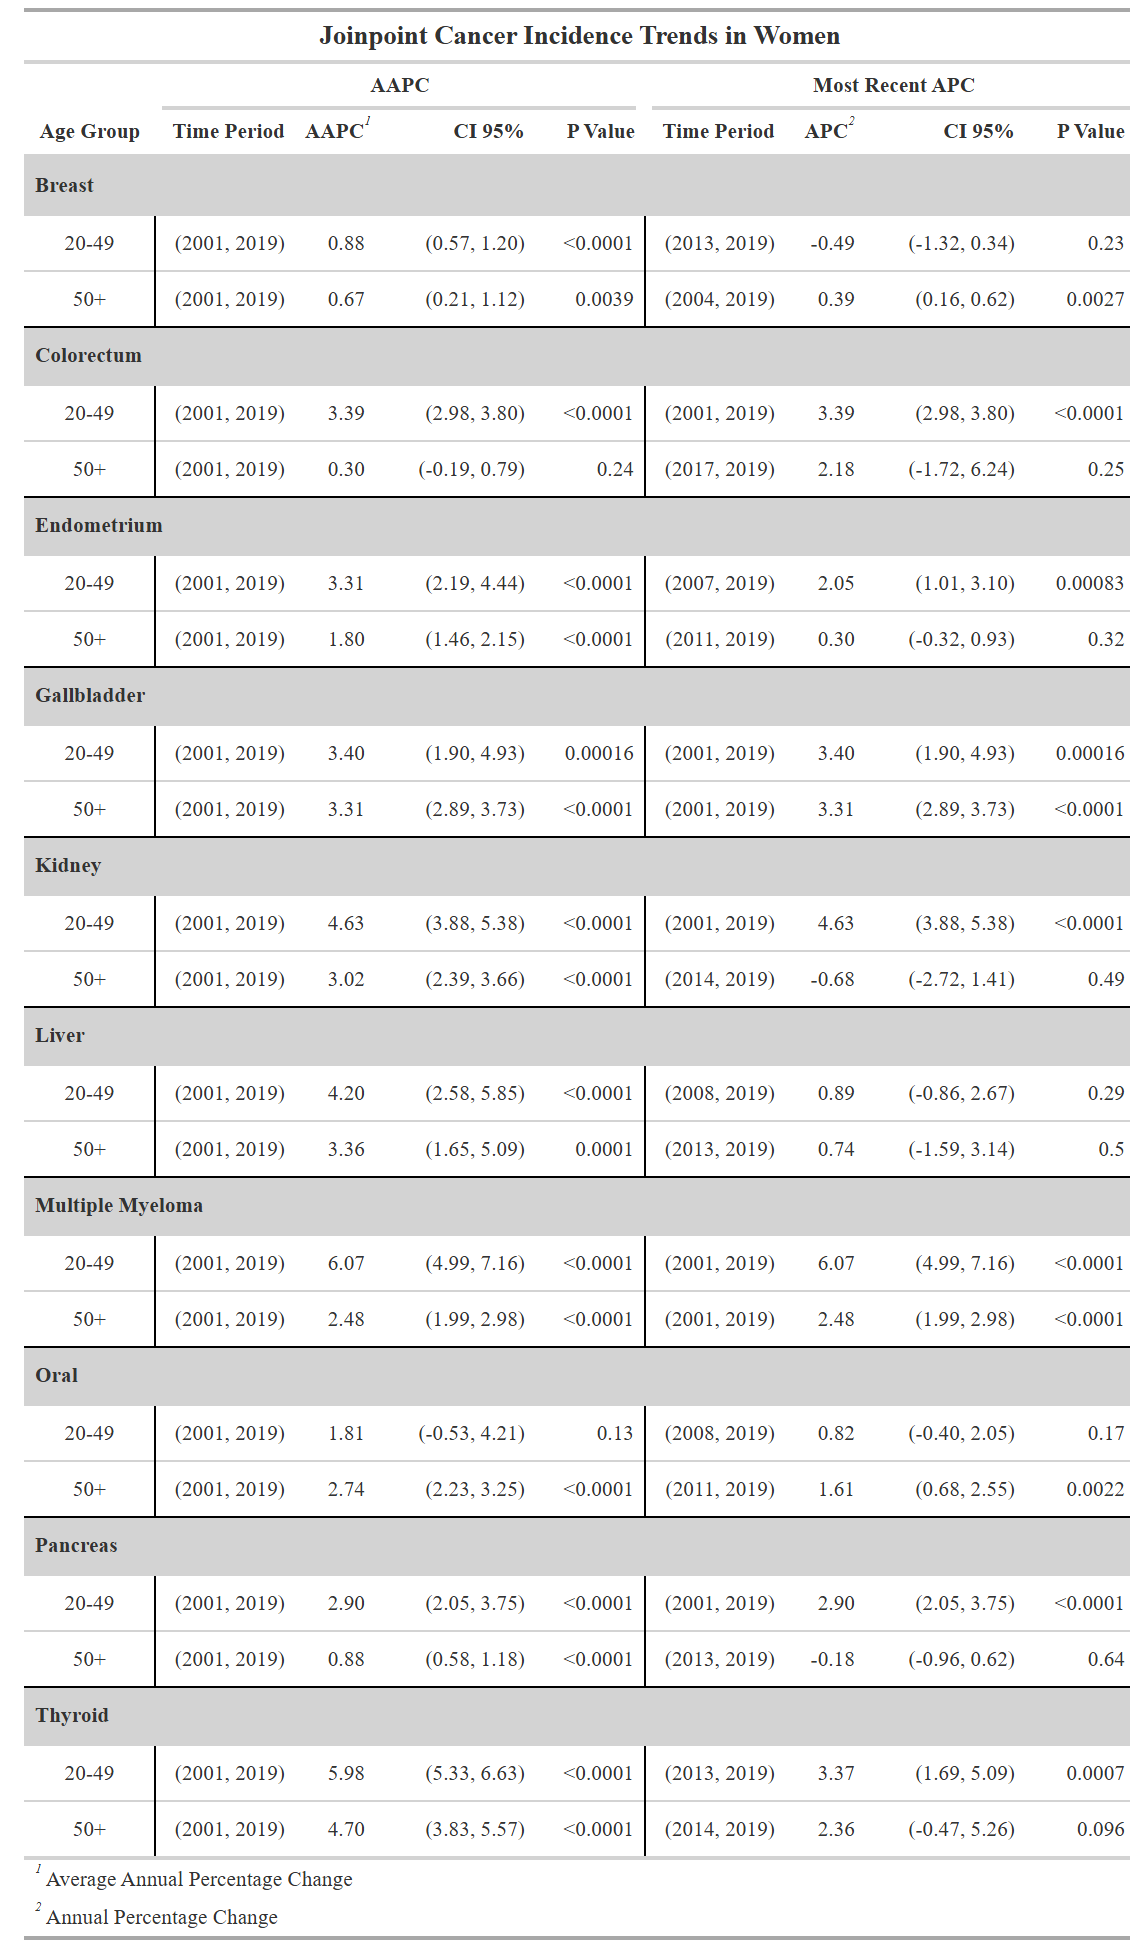 Joinpoint Cancer Incidence Trends in Women
AAPC Most Recent APC
Age Group Time Period AAPC1 CI 95% P Value Time Period APC2 CI 95% P Value
Breast
20-49 (2001, 2019) 0.88 (0.57, 1.20) <0.0001 (2013, 2019) -0.49 (-1.32, 0.34) 0.23
50+ (2001, 2019) 0.67 (0.21, 1.12) 0.0039 (2004, 2019) 0.39 (0.16, 0.62) 0.0027
Colorectum
20-49 (2001, 2019) 3.39 (2.98, 3.80) <0.0001 (2001, 2019) 3.39 (2.98, 3.80) <0.0001
50+ (2001, 2019) 0.30 (-0.19, 0.79) 0.24 (2017, 2019) 2.18 (-1.72, 6.24) 0.25
Endometrium
20-49 (2001, 2019) 3.31 (2.19, 4.44) <0.0001 (2007, 2019) 2.05 (1.01, 3.10) 0.00083
50+ (2001, 2019) 1.80 (1.46, 2.15) <0.0001 (2011, 2019) 0.30 (-0.32, 0.93) 0.32
Gallbladder
20-49 (2001, 2019) 3.40 (1.90, 4.93) 0.00016 (2001, 2019) 3.40 (1.90, 4.93) 0.00016
50+ (2001, 2019) 3.31 (2.89, 3.73) <0.0001 (2001, 2019) 3.31 (2.89, 3.73) <0.0001
Kidney
20-49 (2001, 2019) 4.63 (3.88, 5.38) <0.0001 (2001, 2019) 4.63 (3.88, 5.38) <0.0001
50+ (2001, 2019) 3.02 (2.39, 3.66) <0.0001 (2014, 2019) -0.68 (-2.72, 1.41) 0.49
Liver
20-49 (2001, 2019) 4.20 (2.58, 5.85) <0.0001 (2008, 2019) 0.89 (-0.86, 2.67) 0.29
50+ (2001, 2019) 3.36 (1.65, 5.09) 0.0001 (2013, 2019) 0.74 (-1.59, 3.14) 0.5
Multiple Myeloma
20-49 (2001, 2019) 6.07 (4.99, 7.16) <0.0001 (2001, 2019) 6.07 (4.99, 7.16) <0.0001
50+ (2001, 2019) 2.48 (1.99, 2.98) <0.0001 (2001, 2019) 2.48 (1.99, 2.98) <0.0001
Oral
20-49 (2001, 2019) 1.81 (-0.53, 4.21) 0.13 (2008, 2019) 0.82 (-0.40, 2.05) 0.17
50+ (2001, 2019) 2.74 (2.23, 3.25) <0.0001 (2011, 2019) 1.61 (0.68, 2.55) 0.0022
Pancreas
20-49 (2001, 2019) 2.90 (2.05, 3.75) <0.0001 (2001, 2019) 2.90 (2.05, 3.75) <0.0001
50+ (2001, 2019) 0.88 (0.58, 1.18) <0.0001 (2013, 2019) -0.18 (-0.96, 0.62) 0.64
Thyroid
20-49 (2001, 2019) 5.98 (5.33, 6.63) <0.0001 (2013, 2019) 3.37 (1.69, 5.09) 0.0007
50+ (2001, 2019) 4.70 (3.83, 5.57) <0.0001 (2014, 2019) 2.36 (-0.47, 5.26) 0.096
1 Average Annual Percentage Change
2 Annual Percentage Change